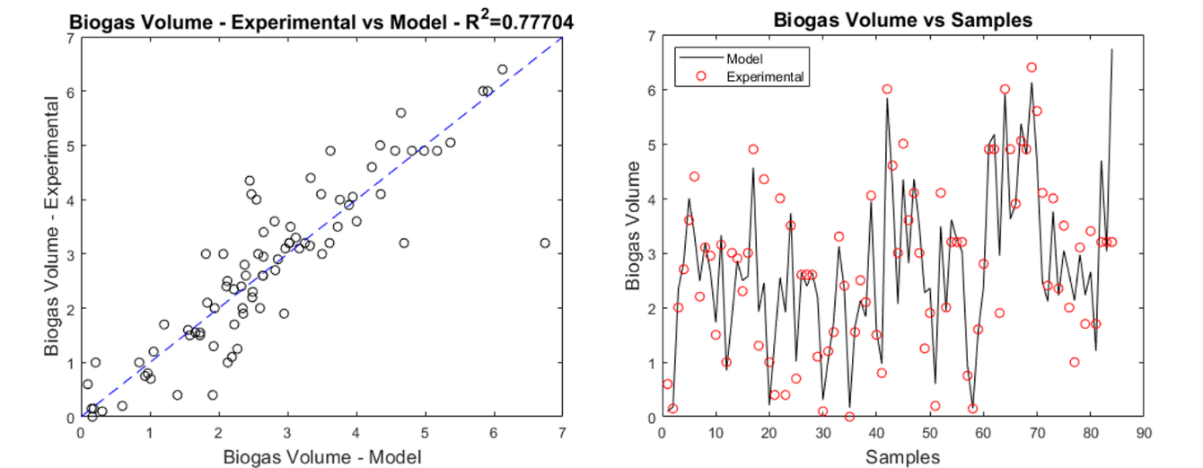 Biogas Volume - Experimental vs Model - R²=0.77704
7
6
5
4
3
2
1
0
Biogas Volume - Experimental
0 1 2 3 4 5 6 7
Biogas Volume - Model
Biogas Volume vs Samples
Model
Experimental
7
6
5
4
3
2
1
0
Biogas Volume
0 10 20 30 40 50 60 70 80 90
Samples